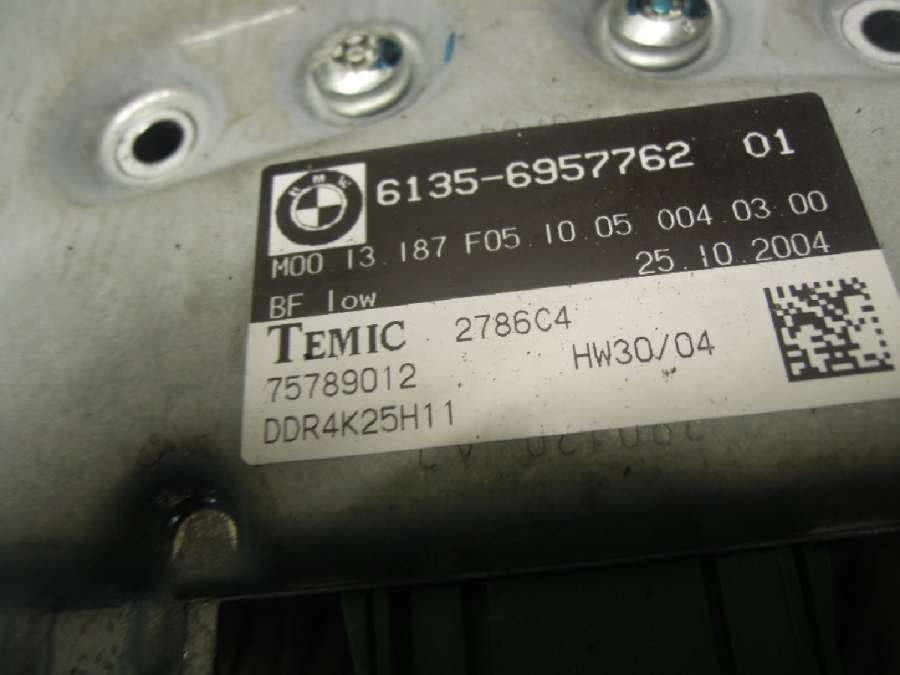 BMW
6135-6957762 01
M00 13.187 F05.10.05 004.03.00
25.10.2004
BF low
TEMIC 2786C4
HW30/04
75789012
DDR4K25H11